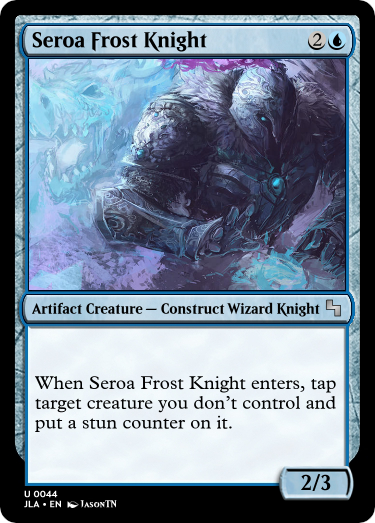 Seroa Frost Knight 2
Artifact Creature — Construct Wizard Knight
When Seroa Frost Knight enters, tap
target creature you don't control and
put a stun counter on it.
2/3
U 0044
JLA • EN JasonTN